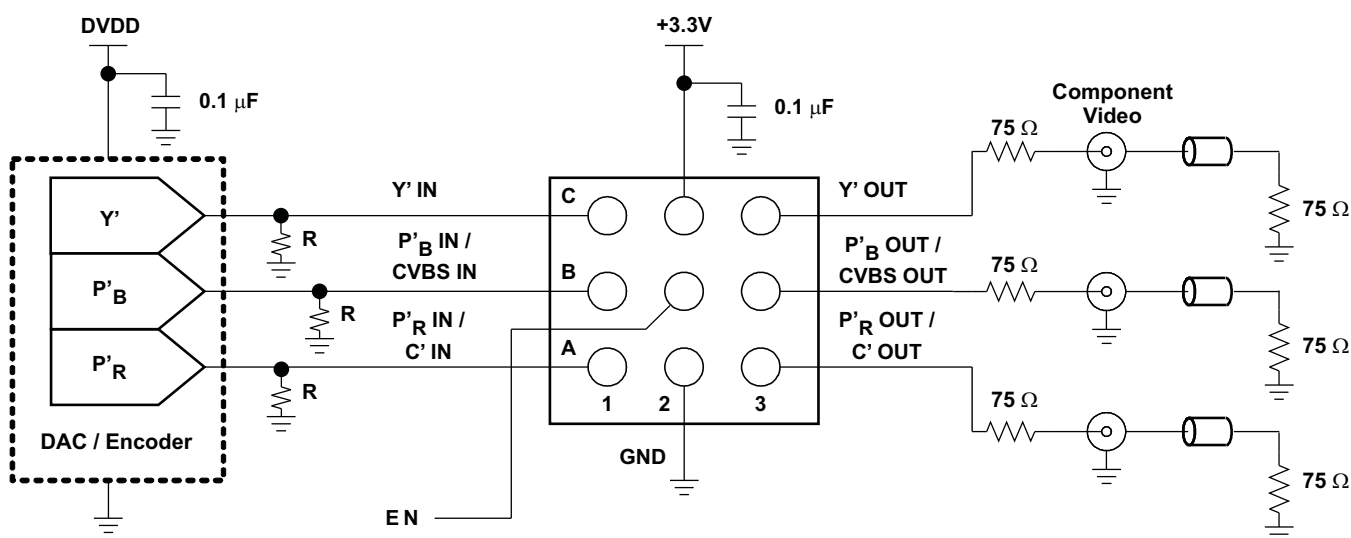 DVDD
0.1 μF
+3.3V
0.1 μF
Component
Video
75 Ω
75 Ω
Y' IN
C
Y' OUT
Y'
R
P'B IN /
CVBS IN
B
P'B OUT /
CVBS OUT
75 Ω
75 Ω
P'B
R
P'R IN /
C' IN
A
P'R OUT /
C' OUT
75 Ω
75 Ω
P'R
R
1 2 3
DAC / Encoder
GND
EN